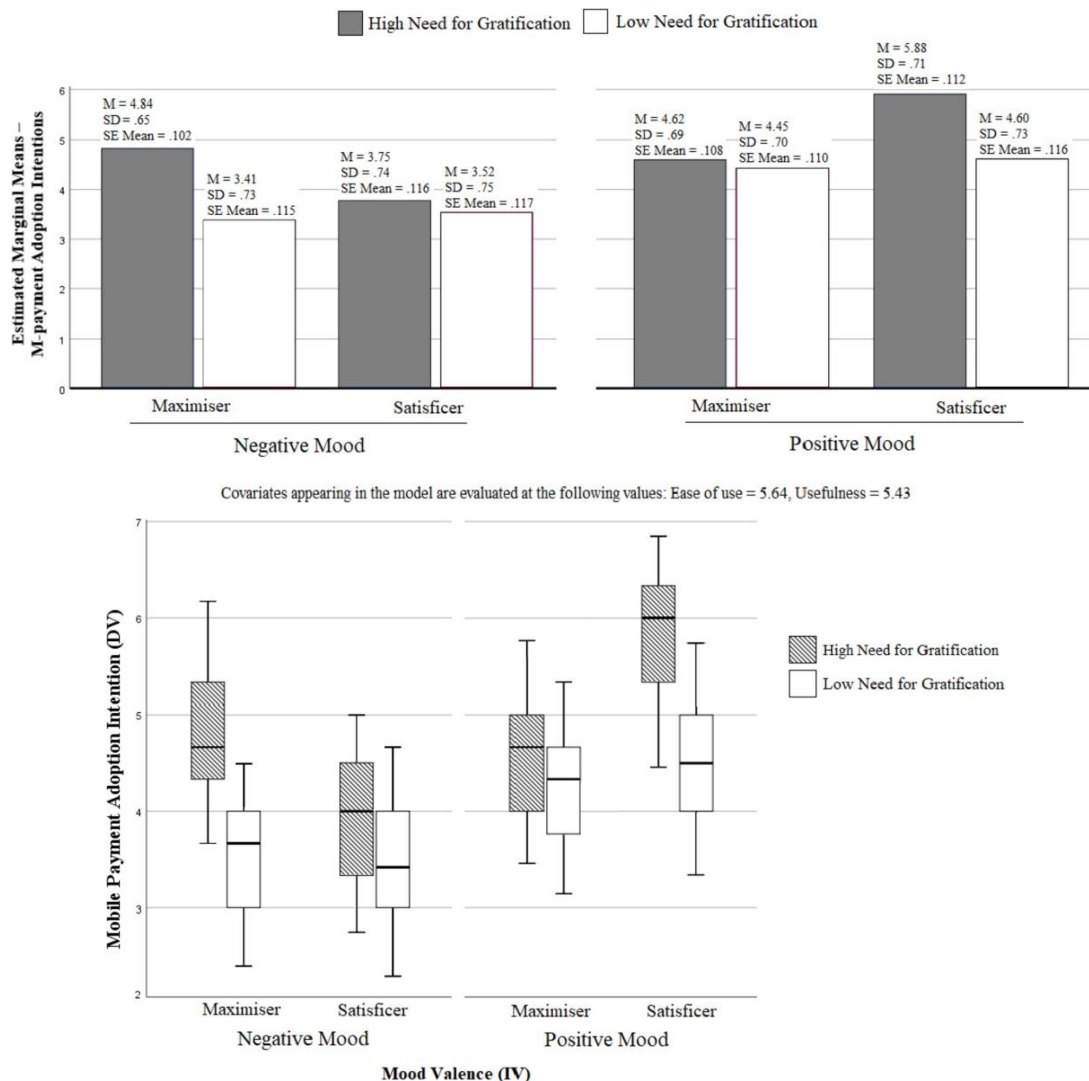 High Need for Gratification
Low Need for Gratification
Estimated Marginal Means –
M-payment Adoption Intentions
6
5
4
3
2
1
0
M = 4.84
SD = .65
SE Mean = .102
M = 3.41
SD = .73
SE Mean = .115
M = 3.75
SD = .74
SE Mean = .116
M = 3.52
SD = .75
SE Mean = .117
M = 4.62
SD = .69
SE Mean = .108
M = 4.45
SD = .70
SE Mean = .110
M = 5.88
SD = .71
SE Mean = .112
M = 4.60
SD = .73
SE Mean = .116
Maximiser
Satisficer
Negative Mood
Maximiser
Satisficer
Positive Mood
Covariates appearing in the model are evaluated at the following values: Ease of use = 5.64, Usefulness = 5.43
Mobile Payment Adoption Intention (DV)
7
6
5
4
3
2
High Need for Gratification
Low Need for Gratification
Maximiser
Satisficer
Negative Mood
Maximiser
Satisficer
Positive Mood
Mood Valence (IV)